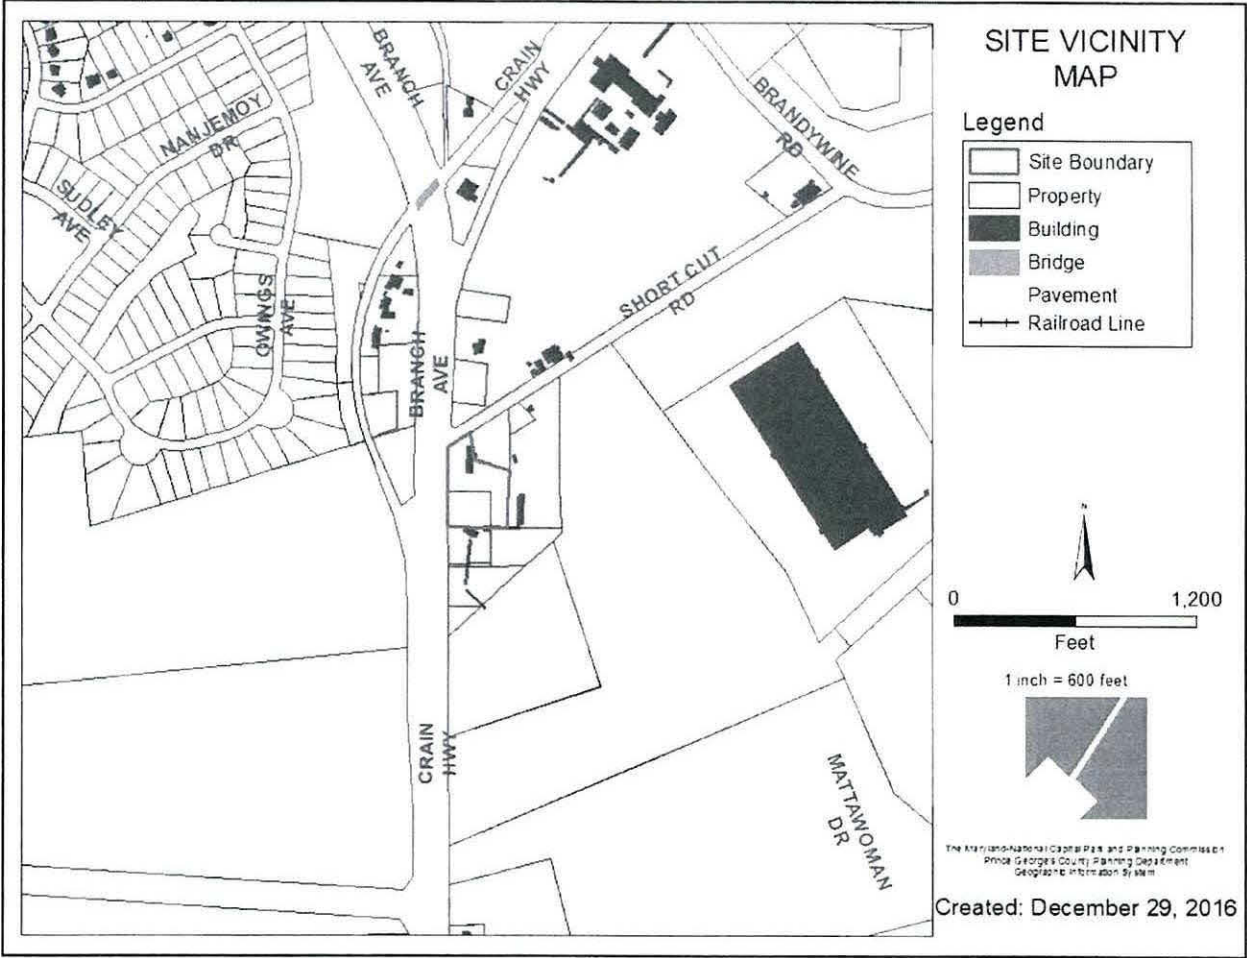 SITE VICINITY
MAP
Legend
Site Boundary
Property
Building
Bridge
Pavement
Railroad Line
BRANCH
AVE
CRAIN
HWY
BRANDYWINE
RD
NANJEMOY
DR
SUDLEY
AVE
OWINGS
AVE
SHORT CUT
RD
BRANCH
AVE
CRAIN
HWY
MATTAWOMAN
DR
N
0 1,200
Feet
1 inch = 600 feet
The Maryland-National Capital Park and Planning Commission
Prince George's County Planning Department
Geographic Information System
Created: December 29, 2016